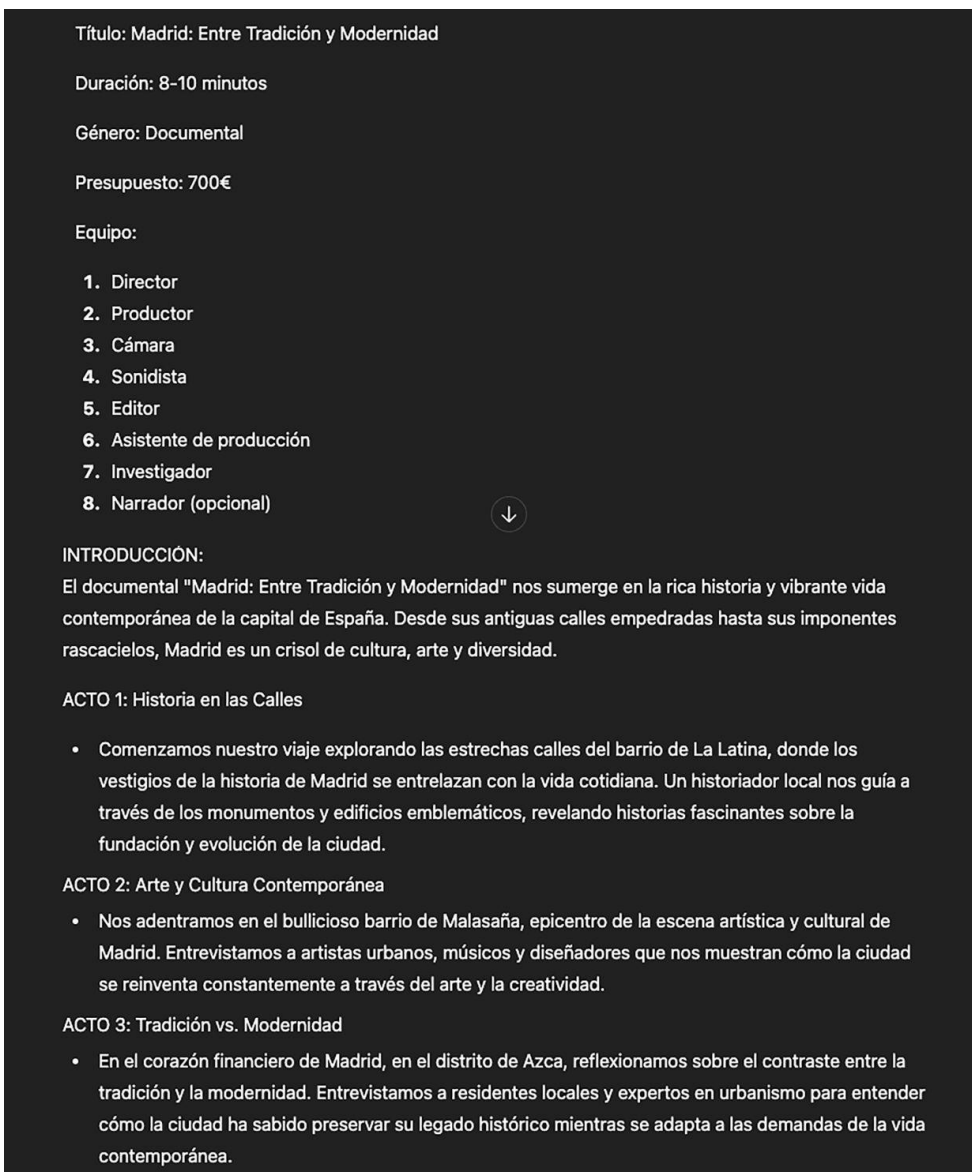 Título: Madrid: Entre Tradición y Modernidad
Duración: 8-10 minutos
Género: Documental
Presupuesto: 700€
Equipo:
1. Director
2. Productor
3. Cámara
4. Sonidista
5. Editor
6. Asistente de producción
7. Investigador
8. Narrador (opcional)
INTRODUCCIÓN:
El documental "Madrid: Entre Tradición y Modernidad" nos sumerge en la rica historia y vibrante vida
contemporánea de la capital de España. Desde sus antiguas calles empedradas hasta sus imponentes
rascacielos, Madrid es un crisol de cultura, arte y diversidad.
ACTO 1: Historia en las Calles
• Comenzamos nuestro viaje explorando las estrechas calles del barrio de La Latina, donde los
vestigios de la historia de Madrid se entrelazan con la vida cotidiana. Un historiador local nos guía a
través de los monumentos y edificios emblemáticos, revelando historias fascinantes sobre la
fundación y evolución de la ciudad.
ACTO 2: Arte y Cultura Contemporánea
• Nos adentramos en el bullicioso barrio de Malasaña, epicentro de la escena artística y cultural de
Madrid. Entrevistamos a artistas urbanos, músicos y diseñadores que nos muestran cómo la ciudad
se reinventa constantemente a través del arte y la creatividad.
ACTO 3: Tradición vs. Modernidad
• En el corazón financiero de Madrid, en el distrito de Azca, reflexionamos sobre el contraste entre la
tradición y la modernidad. Entrevistamos a residentes locales y expertos en urbanismo para entender
cómo la ciudad ha sabido preservar su legado histórico mientras se adapta a las demandas de la vida
contemporánea.